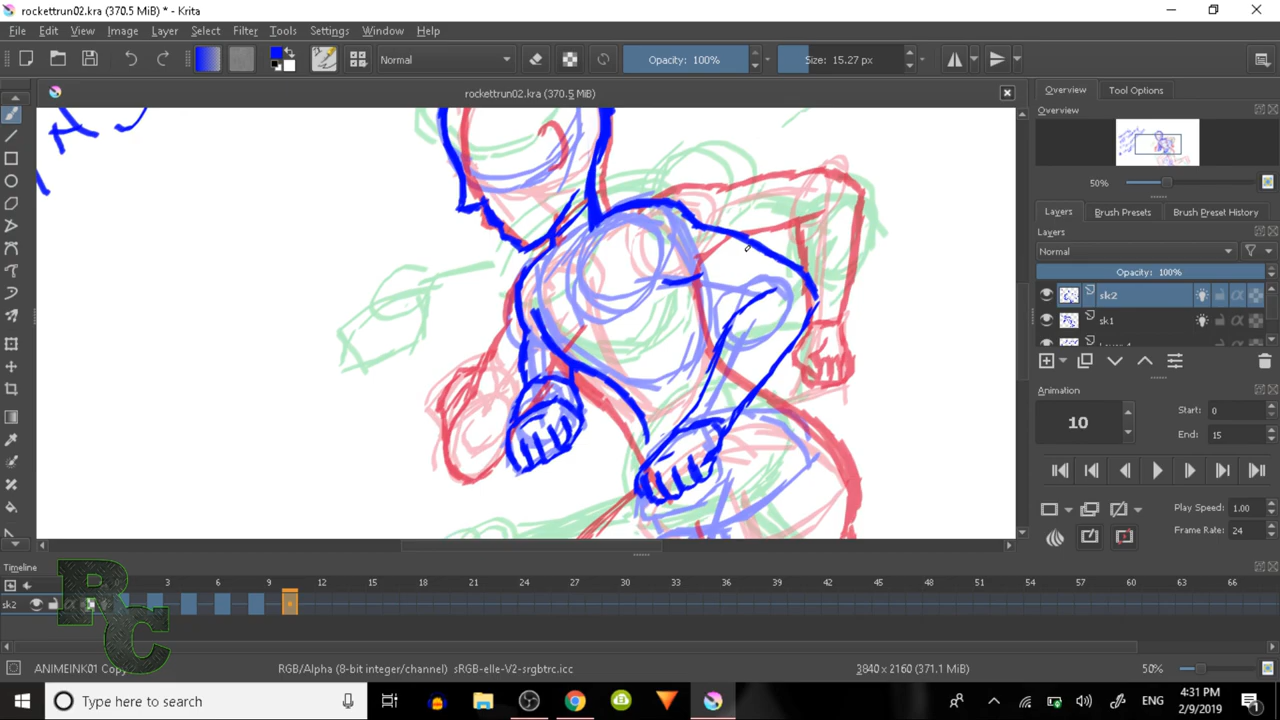 rockettrun02.kra (370.5 MiB) * - Krita
File Edit View Image Layer Select Filter Tools Settings Window Help
Normal Opacity: 100% Size: 15.27 px
rockettrun02.kra (370.5 MiB)
Overview Tool Options
Overview
50%
Layers Brush Presets Brush Preset History
Layers
Normal
Opacity: 100%
sk2
sk1
Animation
10
Start: 0
End: 15
Play Speed: 1.00
Frame Rate: 24
Timeline
3 6 9 12 15 18 21 24 27 30 33 36 39 42 45 48 51 54 57 60 63 66
sk2
RC
ANIMEINK01 Copy RGB/Alpha (8-bit integer/channel) sRGB-elle-V2-srgbtrc.icc 3840 x 2160 (371.1 MiB) 50%
Type here to search
ENG
4:31 PM
2/9/2019
1